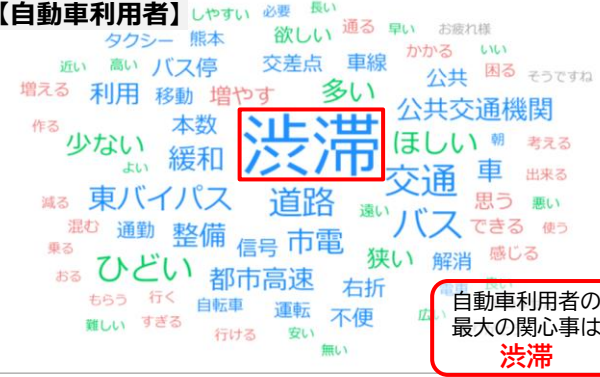 【自動車利用者】
しやすい 必要 長い
タクシー 熊本 欲しい 通る 早い お疲れ様
近い 高い バス停 交差点 車線 かかる いい
増える 利用 移動 増やす 多い 公共 困る そうですね
作る 本数 渋滞 公共交通機関
少ない ほしい 朝 考える
よい 緩和 交通 車 出来る
減る 東バイパス 道路 遠い 思う 悪い
混む 通勤 整備 信号 市電 バス できる 使う
乗る ひどい 狭い 解消 感じる
おる 都市高速 右折 電車
もらう 行く 自転車 運転 不便 広い
難しい すぎる 行ける 安い
無い
自動車利用者の
最大の関心事は
渋滞